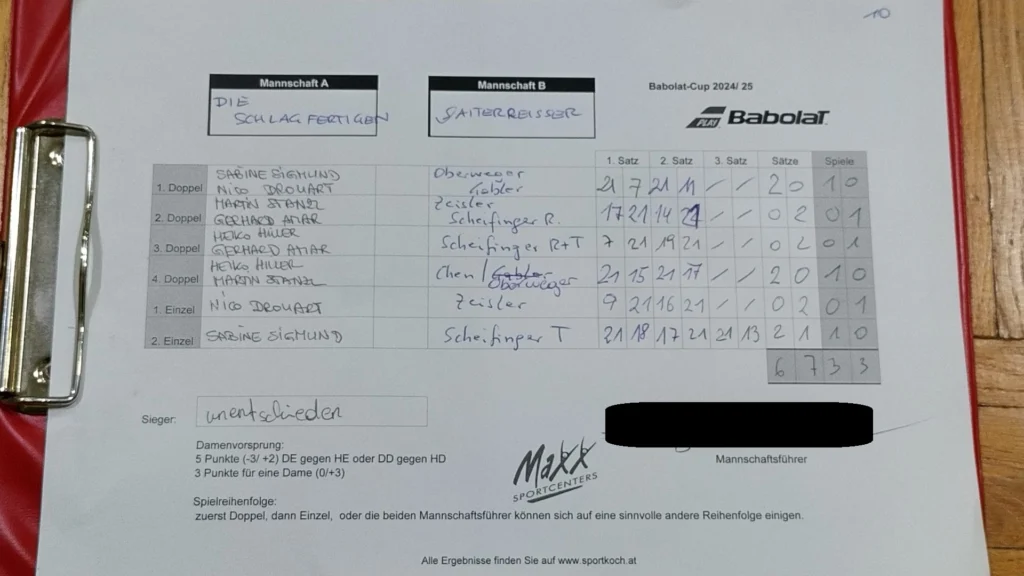 10
Mannschaft A Mannschaft B Babolat-Cup 2024/ 25
DIE
SCHLAGFERTIGEN SAITERREISSER PLAY BabolaT
1. Satz 2. Satz 3. Satz Sätze Spiele
1. Doppel SABINE SIGMUND Oberweger 21 7 21 11 / / 2 0 1 0
NICO DROUART Gabler
2. Doppel MARTIN STANZL Zeisler 17 21 14 21 / / 0 2 0 1
GERHARD AMAR Scheifinger R.
3. Doppel HEIKO HILLER Scheifinger R+T 7 21 19 21 / / 0 2 0 1
GERHARD AMAR
4. Doppel HEIKO HILLER Chen / Gabler 21 15 21 17 / / 2 0 1 0
MARTIN STANZL Oberweger
1. Einzel NICO DROUART Zeisler 9 21 16 21 / / 0 2 0 1
2. Einzel SABINE SIGMUND Scheifinger T 21 18 17 21 21 13 2 1 1 0
6 7 3 3
Sieger: unentschieden
Damenvorsprung:
5 Punkte (-3/ +2) DE gegen HE oder DD gegen HD
3 Punkte für eine Dame (0/+3)
Maxx
SPORTCENTERS
Mannschaftsführer
Spielreihenfolge:
zuerst Doppel, dann Einzel, oder die beiden Mannschaftsführer können sich auf eine sinnvolle andere Reihenfolge einigen.
Alle Ergebnisse finden Sie auf www.sportkoch.at